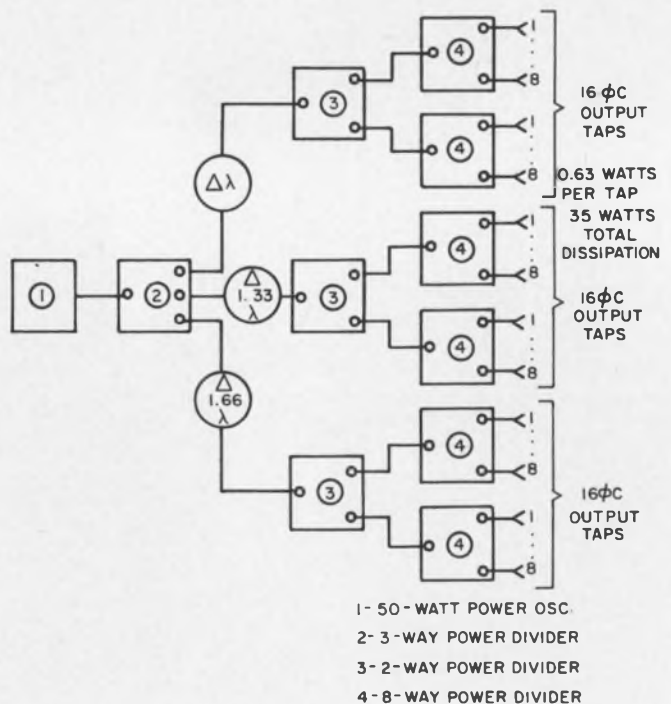 4
1
8
16 ϕC
OUTPUT
TAPS
3
4
1
8
0.63 WATTS
PER TAP
Δλ
35 WATTS
TOTAL
DISSIPATION
4
1
8
1
2
Δ
1.33
λ
3
16 ϕC
OUTPUT
TAPS
4
1
8
Δ
1.66
λ
4
1
8
3
16ϕC
OUTPUT
TAPS
4
1
8
1-50-WATT POWER OSC.
2-3-WAY POWER DIVIDER
3-2-WAY POWER DIVIDER
4-8-WAY POWER DIVIDER